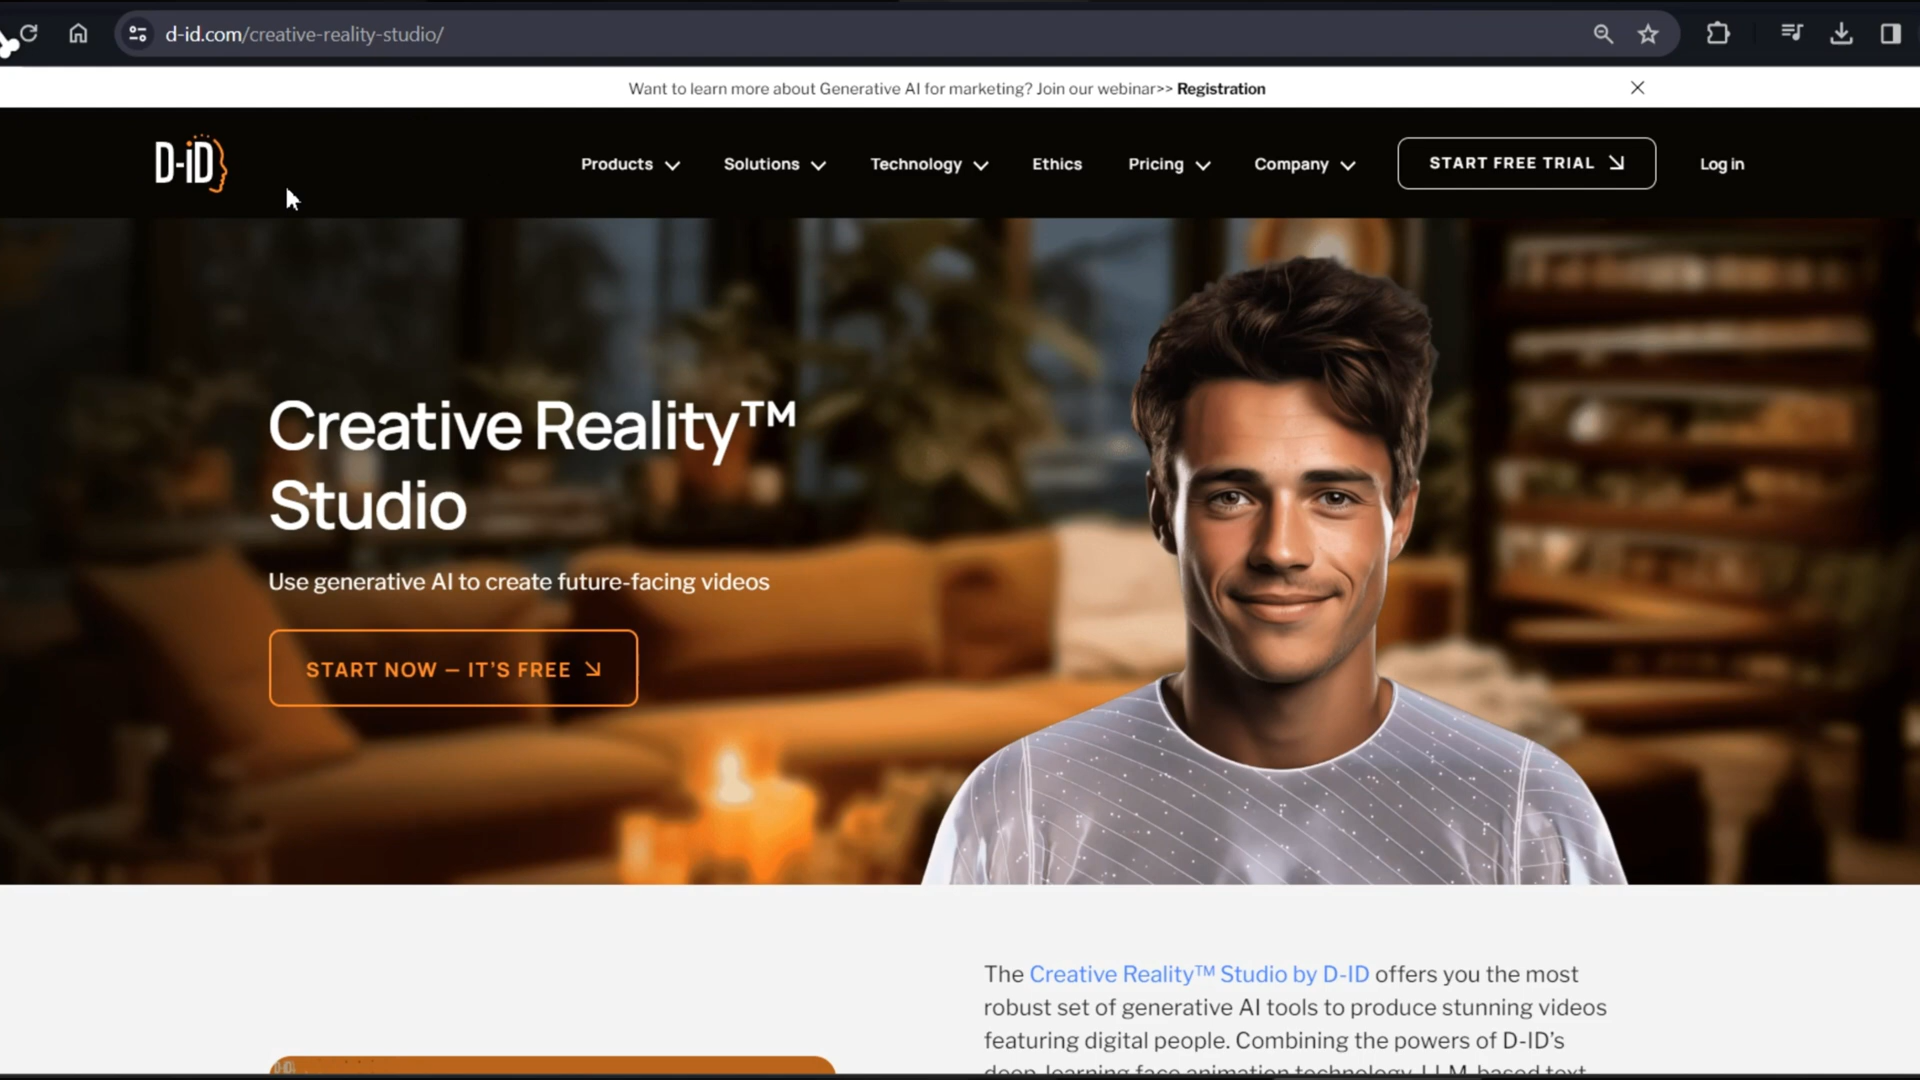 d-id.com/creative-reality-studio/
Want to learn more about Generative AI for marketing? Join our webinar>> Registration
D-iD
Products
Solutions
Technology
Ethics
Pricing
Company
START FREE TRIAL
Log in
Creative Reality™
Studio
Use generative AI to create future-facing videos
START NOW – IT'S FREE
The Creative Reality™ Studio by D-ID offers you the most
robust set of generative AI tools to produce stunning videos
featuring digital people. Combining the powers of D-ID's
deep-learning face animation technology, LLM-based text
D-iD